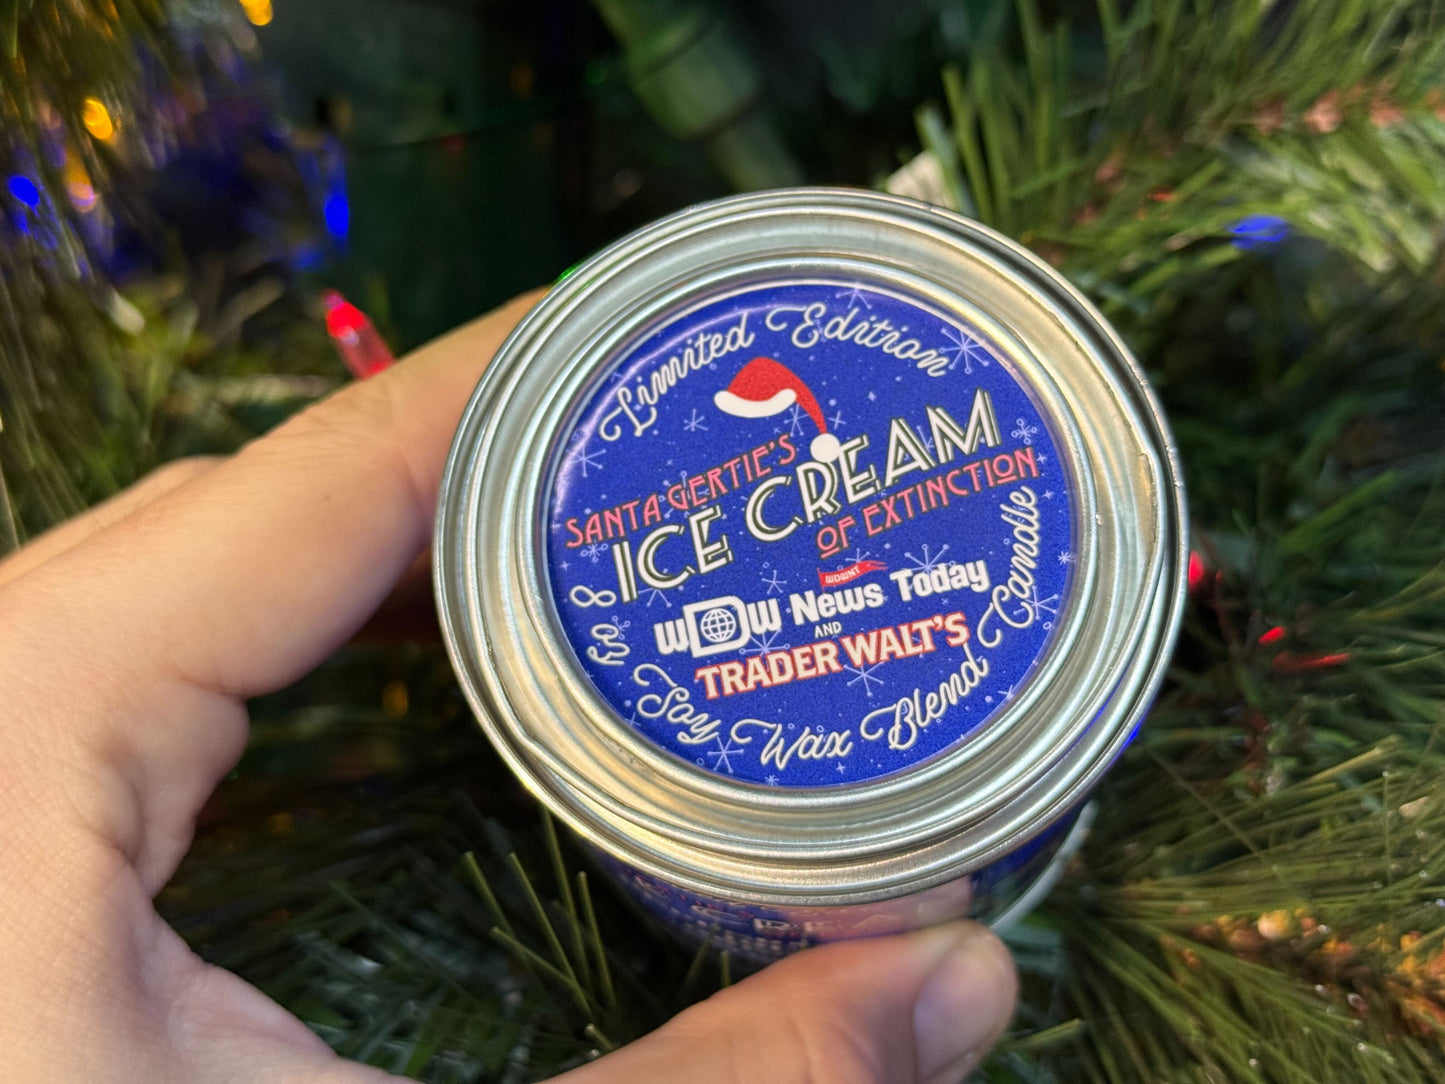 Limited Edition
SANTA GERTIE'S
ICE CREAM
OF EXTINCTION
WDWNT
WDW News Today
AND
TRADER WALT'S
8 oy Soy Wax Blend Candle